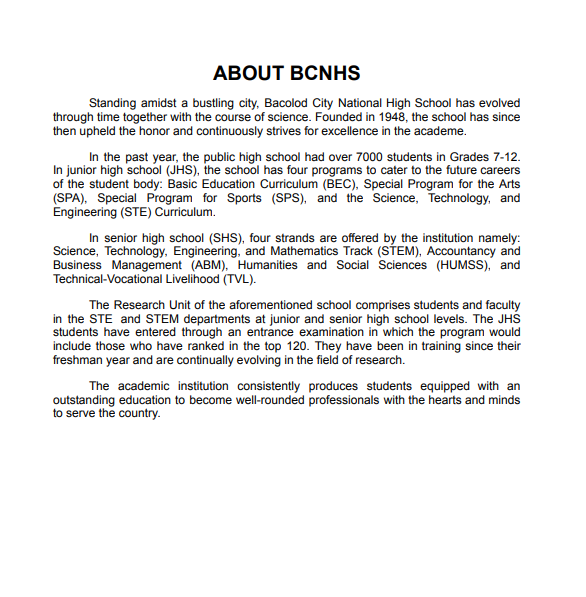 ABOUT BCNHS
Standing amidst a bustling city, Bacolod City National High School has evolved
through time together with the course of science. Founded in 1948, the school has since
then upheld the honor and continuously strives for excellence in the academe.
In the past year, the public high school had over 7000 students in Grades 7-12.
In junior high school (JHS), the school has four programs to cater to the future careers
of the student body: Basic Education Curriculum (BEC), Special Program for the Arts
(SPA), Special Program for Sports (SPS), and the Science, Technology, and
Engineering (STE) Curriculum.
In senior high school (SHS), four strands are offered by the institution namely:
Science, Technology, Engineering, and Mathematics Track (STEM), Accountancy and
Business Management (ABM), Humanities and Social Sciences (HUMSS), and
Technical-Vocational Livelihood (TVL).
The Research Unit of the aforementioned school comprises students and faculty
in the STE and STEM departments at junior and senior high school levels. The JHS
students have entered through an entrance examination in which the program would
include those who have ranked in the top 120. They have been in training since their
freshman year and are continually evolving in the field of research.
The academic institution consistently produces students equipped with an
outstanding education to become well-rounded professionals with the hearts and minds
to serve the country.